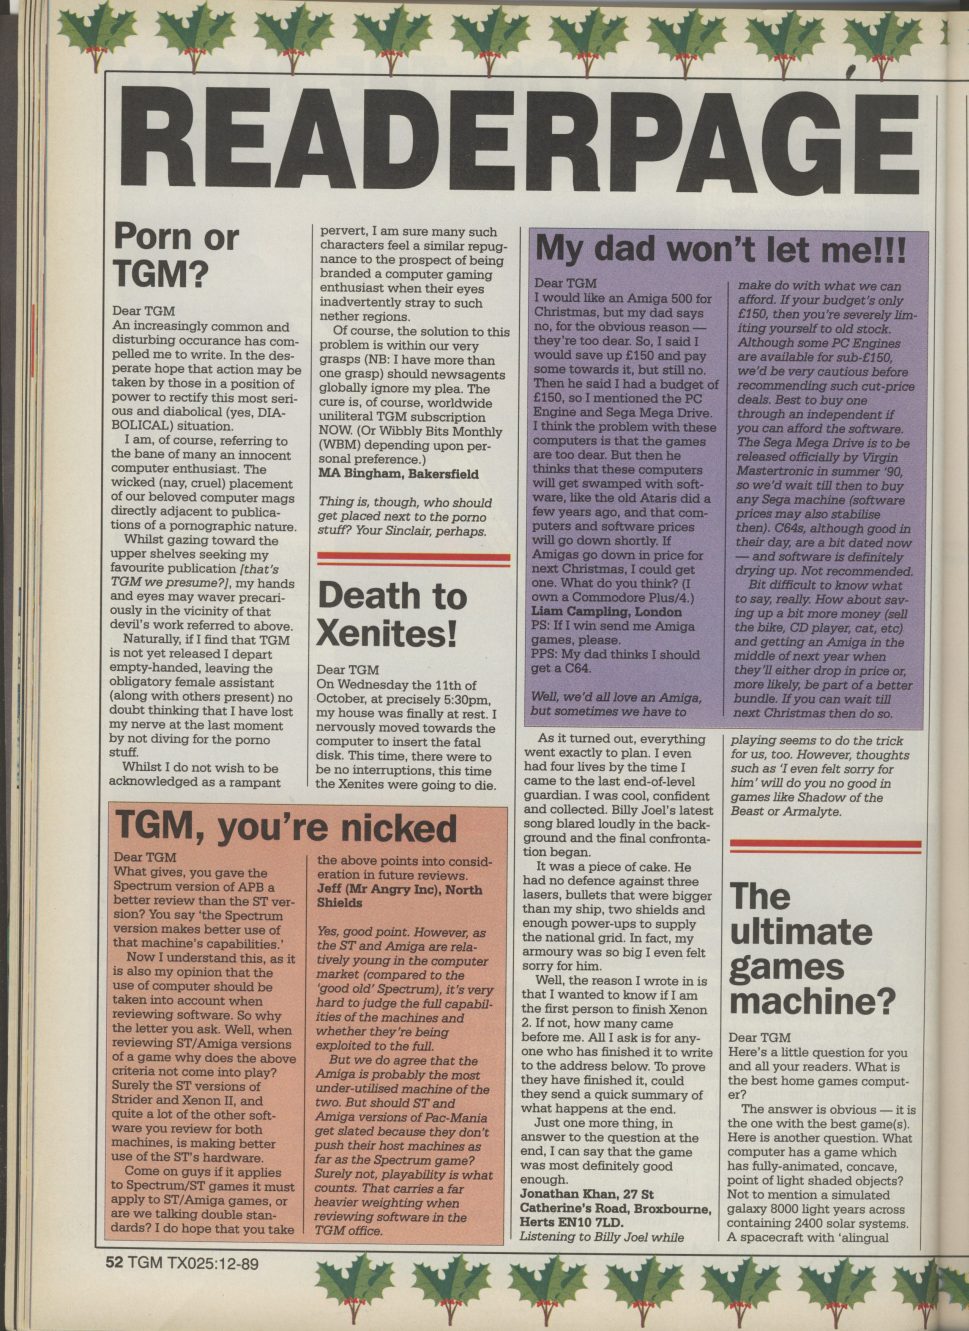 READERPAGE
Porn or
TGM?
Dear TGM
An increasingly common and
disturbing occurance has com-
pelled me to write. In the des-
perate hope that action may be
taken by those in a position of
power to rectify this most seri-
ous and diabolical (yes, DIA-
BOLICAL) situation.
I am, of course, referring to
the bane of many an innocent
computer enthusiast. The
wicked (nay, cruel) placement
of our beloved computer mags
directly adjacent to publica-
tions of a pornographic nature.
Whilst gazing toward the
upper shelves seeking my
favourite publication [that's
TGM we presume?], my hands
and eyes may waver precari-
ously in the vicinity of that
devil's work referred to above.
Naturally, if I find that TGM
is not yet released I depart
empty-handed, leaving the
obligatory female assistant
(along with others present) no
doubt thinking that I have lost
my nerve at the last moment
by not diving for the porno
stuff.
Whilst I do not wish to be
acknowledged as a rampant
pervert, I am sure many such
characters feel a similar repug-
nance to the prospect of being
branded a computer gaming
enthusiast when their eyes
inadvertently stray to such
nether regions.
Of course, the solution to this
problem is within our very
grasps (NB: I have more than
one grasp) should newsagents
globally ignore my plea. The
cure is, of course, worldwide
uniliteral TGM subscription
NOW. (Or Wibbly Bits Monthly
(WBM) depending upon per-
sonal preference.)
MA Bingham, Bakersfield
Thing is, though, who should
get placed next to the porno
stuff? Your Sinclair, perhaps.
Death to
Xenites!
Dear TGM
On Wednesday the 11th of
October, at precisely 5:30pm,
my house was finally at rest. I
nervously moved towards the
computer to insert the fatal
disk. This time, there were to
be no interruptions, this time
the Xenites were going to die.
As it turned out, everything
went exactly to plan. I even
had four lives by the time I
came to the last end-of-level
guardian. I was cool, confident
and collected. Billy Joel's latest
song blared loudly in the back-
ground and the final confronta-
tion began.
It was a piece of cake. He
had no defence against three
lasers, bullets that were bigger
than my ship, two shields and
enough power-ups to supply
the national grid. In fact, my
armoury was so big I even felt
sorry for him.
Well, the reason I wrote in is
that I wanted to know if I am
the first person to finish Xenon
2. If not, how many came
before me. All I ask is for any-
one who has finished it to write
to the address below. To prove
they have finished it, could
they send a quick summary of
what happens at the end.
Just one more thing, in
answer to the question at the
end, I can say that the game
was most definitely good
enough.
Jonathan Khan, 27 St
Catherine's Road, Broxbourne,
Herts EN10 7LD.
Listening to Billy Joel while
playing seems to do the trick
for us, too. However, thoughts
such as 'I even felt sorry for
him' will do you no good in
games like Shadow of the
Beast or Armalyte.
My dad won't let me!!!
Dear TGM
I would like an Amiga 500 for
Christmas, but my dad says
no, for the obvious reason —
they're too dear. So, I said I
would save up £150 and pay
some towards it, but still no.
Then he said I had a budget of
£150, so I mentioned the PC
Engine and Sega Mega Drive.
I think the problem with these
computers is that the games
are too dear. But then he
thinks that these computers
will get swamped with soft-
ware, like the old Ataris did a
few years ago, and that com-
puters and software prices
will go down shortly. If
Amigas go down in price for
next Christmas, I could get
one. What do you think? (I
own a Commodore Plus/4.)
Liam Campling, London
PS: If I win send me Amiga
games, please.
PPS: My dad thinks I should
get a C64.
Well, we'd all love an Amiga,
but sometimes we have to
make do with what we can
afford. If your budget's only
£150, then you're severely lim-
iting yourself to old stock.
Although some PC Engines
are available for sub-£150,
we'd be very cautious before
recommending such cut-price
deals. Best to buy one
through an independent if
you can afford the software.
The Sega Mega Drive is to be
released officially by Virgin
Mastertronic in summer '90,
so we'd wait till then to buy
any Sega machine (software
prices may also stabilise
then). C64s, although good in
their day, are a bit dated now
— and software is definitely
drying up. Not recommended.
Bit difficult to know what
to say, really. How about sav-
ing up a bit more money (sell
the bike, CD player, cat, etc)
and getting an Amiga in the
middle of next year when
they'll either drop in price or,
more likely, be part of a better
bundle. If you can wait till
next Christmas then do so.
TGM, you're nicked
Dear TGM
What gives, you gave the
Spectrum version of APB a
better review than the ST ver-
sion? You say 'the Spectrum
version makes better use of
that machine's capabilities.'
Now I understand this, as it
is also my opinion that the
use of computer should be
taken into account when
reviewing software. So why
the letter you ask. Well, when
reviewing ST/Amiga versions
of a game why does the above
criteria not come into play?
Surely the ST versions of
Strider and Xenon II, and
quite a lot of the other soft-
ware you review for both
machines, is making better
use of the ST's hardware.
Come on guys if it applies
to Spectrum/ST games it must
apply to ST/Amiga games, or
are we talking double stan-
dards? I do hope that you take
the above points into consid-
eration in future reviews.
Jeff (Mr Angry Inc), North
Shields
Yes, good point. However, as
the ST and Amiga are rela-
tively young in the computer
market (compared to the
'good old' Spectrum), it's very
hard to judge the full capabil-
ities of the machines and
whether they're being
exploited to the full.
But we do agree that the
Amiga is probably the most
under-utilised machine of the
two. But should ST and
Amiga versions of Pac-Mania
get slated because they don't
push their host machines as
far as the Spectrum game?
Surely not, playability is what
counts. That carries a far
heavier weighting when
reviewing software in the
TGM office.
The
ultimate
games
machine?
Dear TGM
Here's a little question for you
and all your readers. What is
the best home games comput-
er?
The answer is obvious — it is
the one with the best game(s).
Here is another question. What
computer has a game which
has fully-animated, concave,
point of light shaded objects?
Not to mention a simulated
galaxy 8000 light years across
containing 2400 solar systems.
A spacecraft with 'alingual
52 TGM TX025:12-89